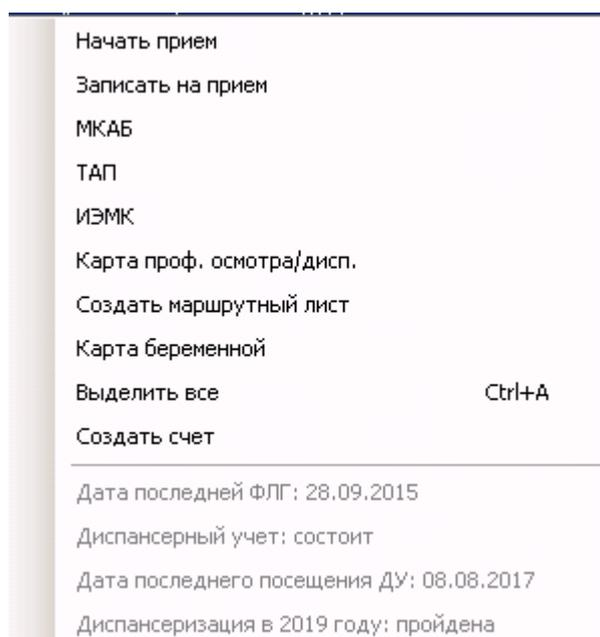 Начать прием
Записать на прием
МКАБ
ТАП
ИЭМК
Карта проф. осмотра/дисп.
Создать маршрутный лист
Карта беременной
Выделить все Ctrl+A
Создать счет
Дата последней ФЛГ: 28.09.2015
Диспансерный учет: состоит
Дата последнего посещения ДУ: 08.08.2017
Диспансеризация в 2019 году: пройдена